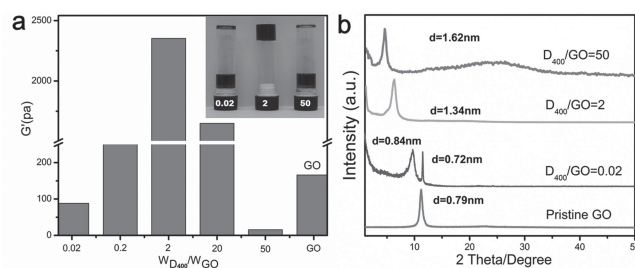 a
2500
2000
200
100
0
G'(pa)
0.02
2
50
GO
0.02
0.2
2
20
50
GO
W_D400/W_GO
b
d=1.62nm
D400/GO=50
d=1.34nm
D400/GO=2
d=0.84nm
d=0.72nm
D400/GO=0.02
d=0.79nm
Pristine GO
Intensity (a.u.)
10
20
30
40
50
2 Theta/Degree